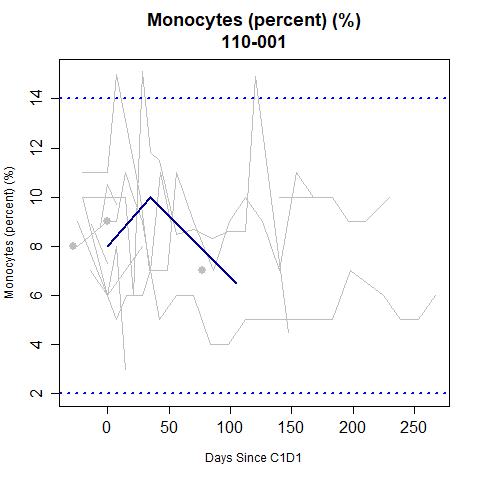 Monocytes (percent) (%)
110-001
Monocytes (percent) (%)
14
12
10
8
6
4
2
0 50 100 150 200 250
Days Since C1D1